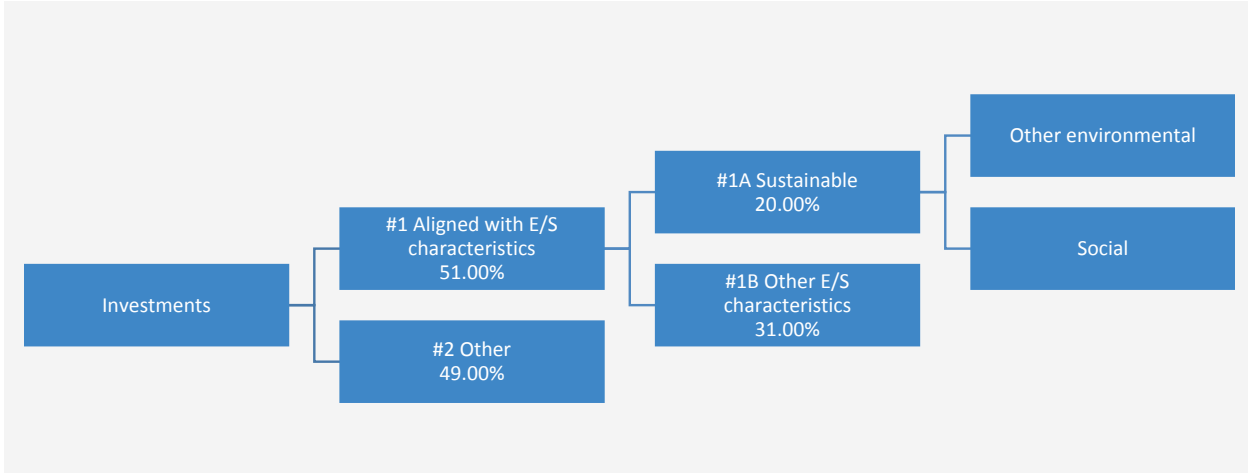 Investments
#1 Aligned with E/S
characteristics
51.00%
#2 Other
49.00%
#1A Sustainable
20.00%
#1B Other E/S
characteristics
31.00%
Other environmental
Social